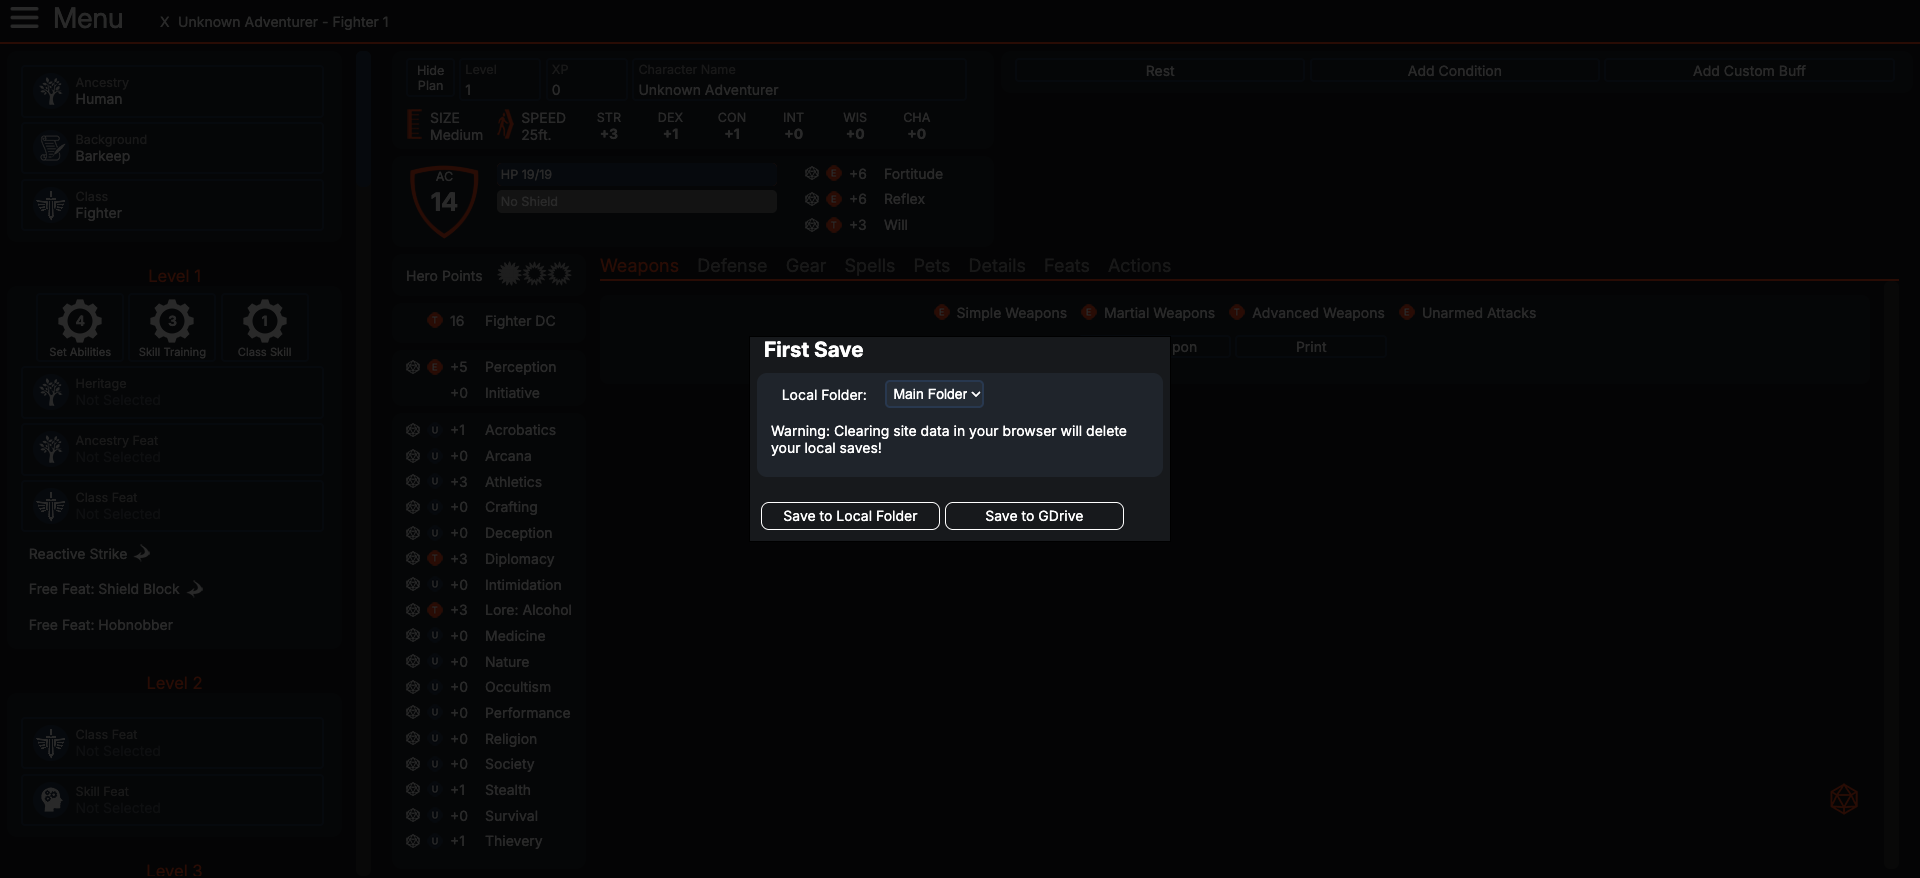 Menu
X Unknown Adventurer - Fighter 1
Ancestry
Human
Background
Barkeep
Class
Fighter
Level 1
4 3 1
Set Abilities Skill Training Class Skill
Heritage
Not Selected
Ancestry Feat
Not Selected
Class Feat
Not Selected
Reactive Strike
Free Feat: Shield Block
Free Feat: Hobnobber
Level 2
Class Feat
Not Selected
Skill Feat
Not Selected
Level 3
Hide
Plan
Level
1
XP
0
Character Name
Unknown Adventurer
SIZE
Medium
SPEED
25ft.
STR DEX CON INT WIS CHA
+3 +1 +1 +0 +0 +0
AC
14
HP 19/19
No Shield
E +6 Fortitude
E +6 Reflex
T +3 Will
Rest Add Condition Add Custom Buff
Hero Points
T 16 Fighter DC
E +5 Perception
+0 Initiative
U +1 Acrobatics
U +0 Arcana
U +3 Athletics
U +0 Crafting
U +0 Deception
T +3 Diplomacy
U +0 Intimidation
T +3 Lore: Alcohol
U +0 Medicine
U +0 Nature
U +0 Occultism
U +0 Performance
U +0 Religion
U +0 Society
U +1 Stealth
U +0 Survival
U +1 Thievery
Weapons Defense Gear Spells Pets Details Feats Actions
E Simple Weapons E Martial Weapons T Advanced Weapons E Unarmed Attacks
pon Print
First Save
Local Folder: Main Folder
Warning: Clearing site data in your browser will delete
your local saves!
Save to Local Folder Save to GDrive